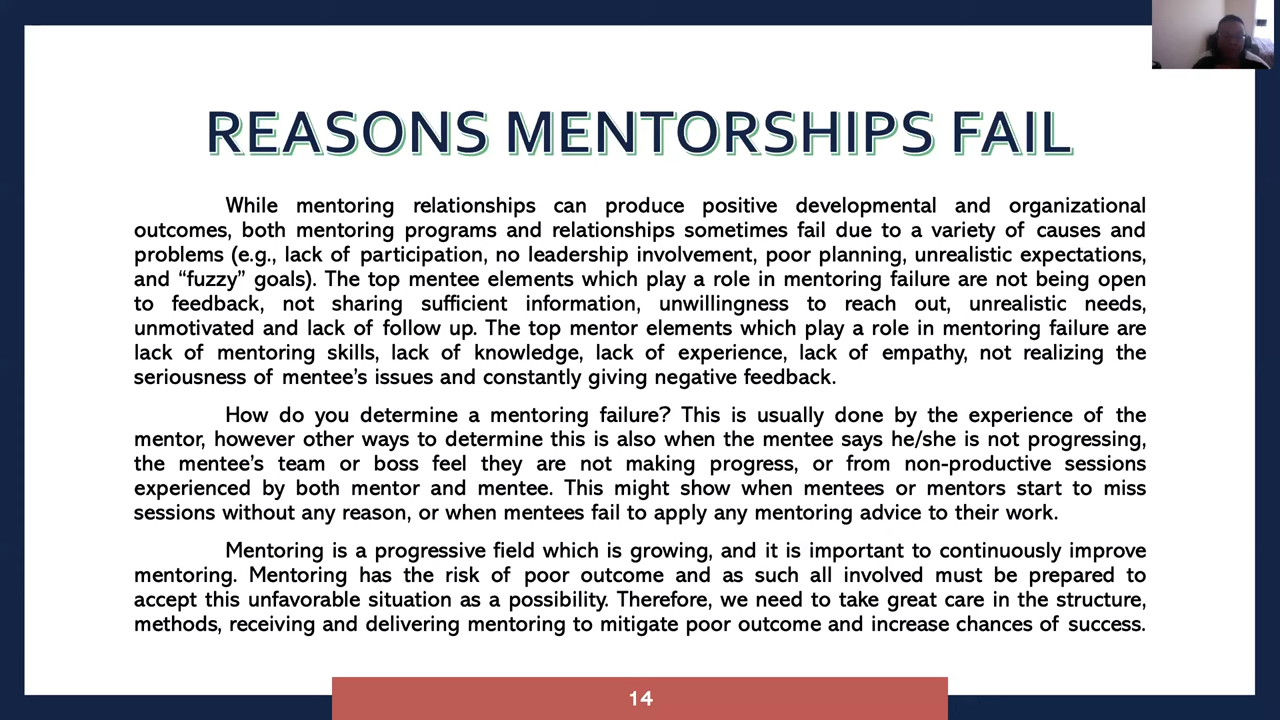 REASONS MENTORSHIPS FAIL
While mentoring relationships can produce positive developmental and organizational
outcomes, both mentoring programs and relationships sometimes fail due to a variety of causes and
problems (e.g., lack of participation, no leadership involvement, poor planning, unrealistic expectations,
and “fuzzy” goals). The top mentee elements which play a role in mentoring failure are not being open
to feedback, not sharing sufficient information, unwillingness to reach out, unrealistic needs,
unmotivated and lack of follow up. The top mentor elements which play a role in mentoring failure are
lack of mentoring skills, lack of knowledge, lack of experience, lack of empathy, not realizing the
seriousness of mentee’s issues and constantly giving negative feedback.
How do you determine a mentoring failure? This is usually done by the experience of the
mentor, however other ways to determine this is also when the mentee says he/she is not progressing,
the mentee’s team or boss feel they are not making progress, or from non-productive sessions
experienced by both mentor and mentee. This might show when mentees or mentors start to miss
sessions without any reason, or when mentees fail to apply any mentoring advice to their work.
Mentoring is a progressive field which is growing, and it is important to continuously improve
mentoring. Mentoring has the risk of poor outcome and as such all involved must be prepared to
accept this unfavorable situation as a possibility. Therefore, we need to take great care in the structure,
methods, receiving and delivering mentoring to mitigate poor outcome and increase chances of success.
14